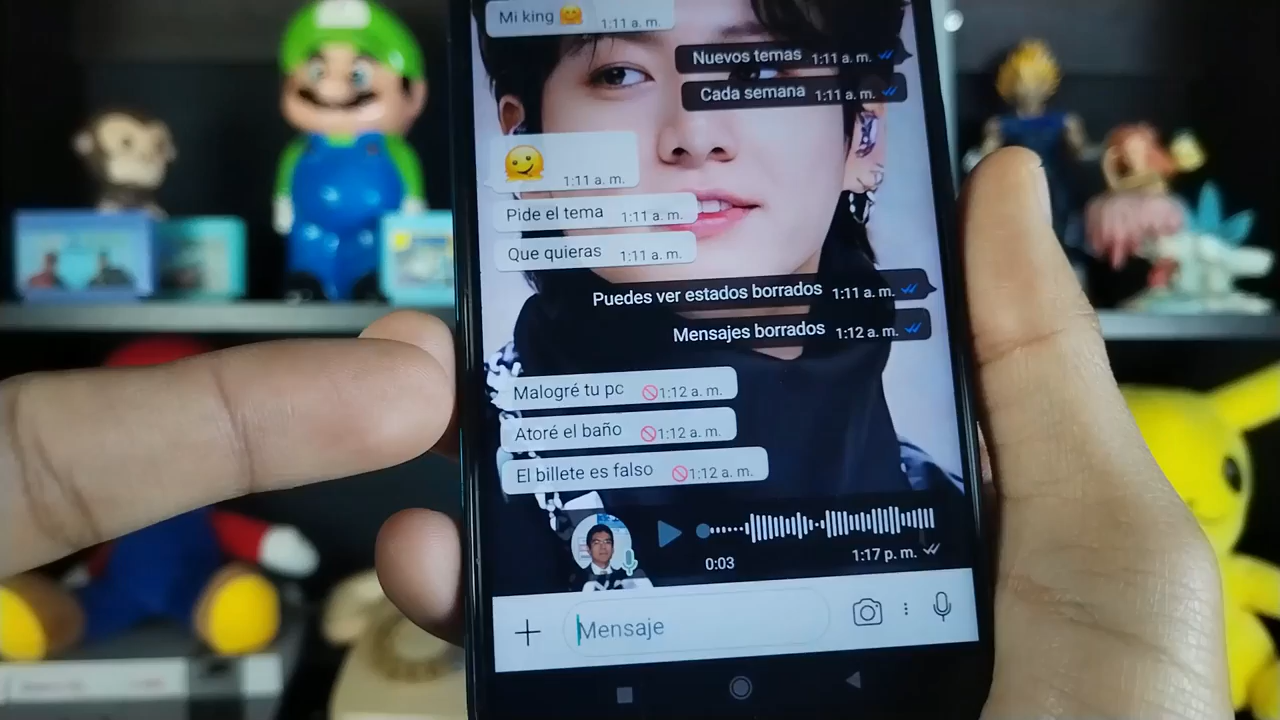 Mi king 🤗 1:11 a. m.
Nuevos temas 1:11 a. m.
Cada semana 1:11 a. m.
🫠 1:11 a. m.
Pide el tema 1:11 a. m.
Que quieras 1:11 a. m.
Puedes ver estados borrados 1:11 a. m.
Mensajes borrados 1:12 a. m.
Malogré tu pc 🚫1:12 a. m.
Atoré el baño 🚫1:12 a. m.
El billete es falso 🚫1:12 a. m.
0:03 1:17 p. m.
Mensaje